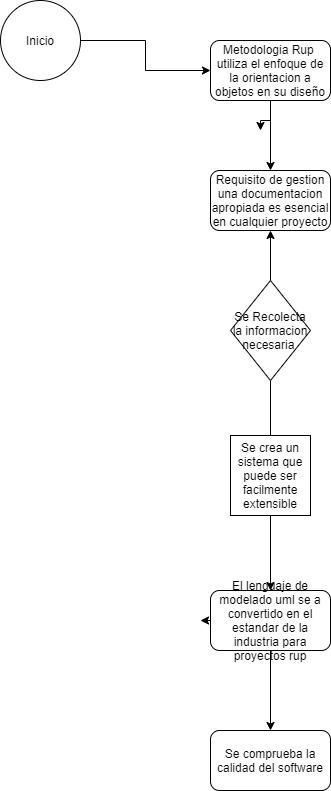 Inicio
Metodologia Rup
utiliza el enfoque de
la orientacion a
objetos en su diseño
Requisito de gestion
una documentacion
apropiada es esencial
en cualquier proyecto
Se Recolecta
la informacion
necesaria
Se crea un
sistema que
puede ser
facilmente
extensible
El lenguaje de
modelado uml se a
convertido en el
estandar de la
industria para
proyectos rup
Se comprueba la
calidad del software